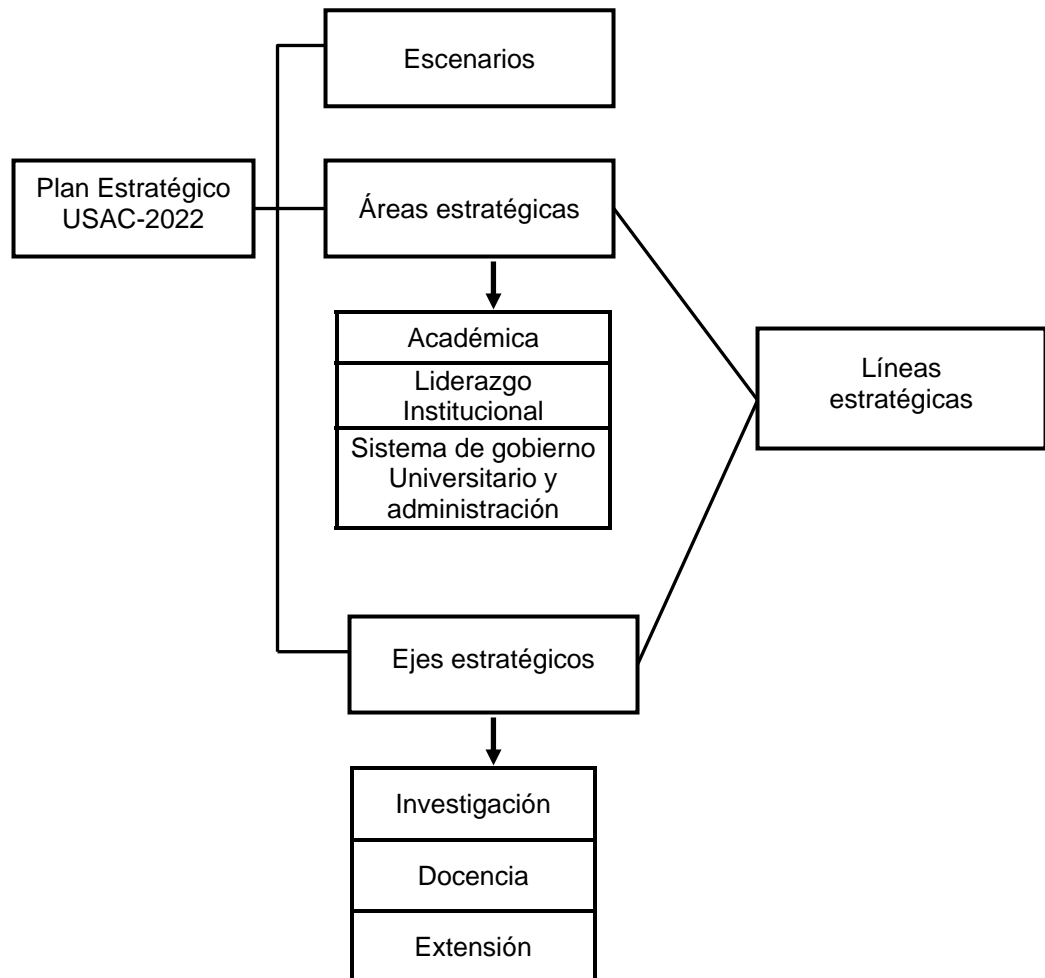 Escenarios
Plan Estratégico
USAC-2022
Áreas estratégicas
Académica
Liderazgo
Institucional
Sistema de gobierno
Universitario y
administración
Líneas
estratégicas
Ejes estratégicos
Investigación
Docencia
Extensión